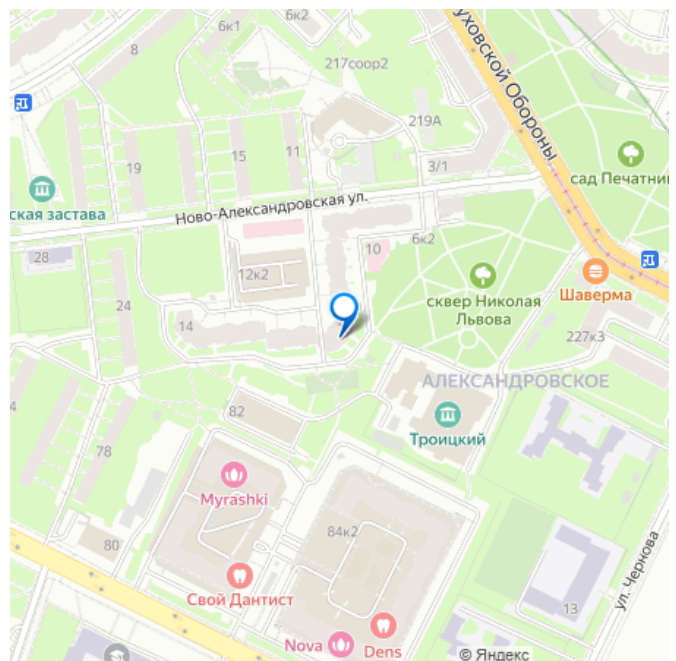 6к1
6к2
уховской Обороны
8
217соор2
219А
19
15
11
3/1
сад Печатник
ская застава
Ново-Александровская ул.
28
10
6к2
12к2
24
сквер Николая
Львова
Шаверма
14
227к3
АЛЕКСАНДРОВСКОЕ
4
82
Троицкий
78
Myrashki
84к2
80
ул. Чернова
Свой Дантист
13
Nova
Dens
© Яндекс